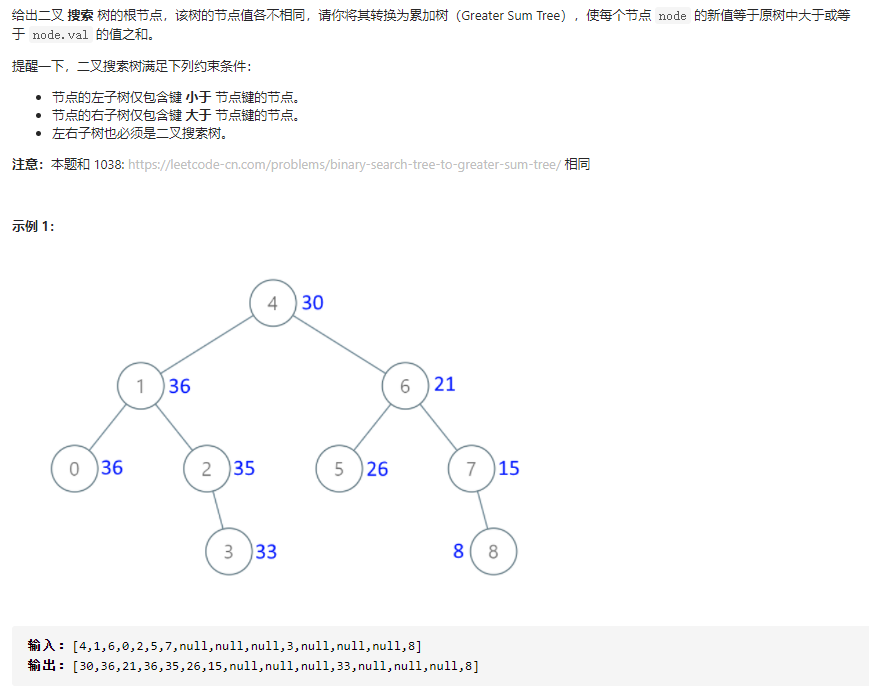 给出二叉 搜索 树的根节点，该树的节点值各不相同，请你将其转换为累加树（Greater Sum Tree），使每个节点 node 的新值等于原树中大于或等
于 node.val 的值之和。
提醒一下，二叉搜索树满足下列约束条件：
• 节点的左子树仅包含键 小于 节点键的节点。
• 节点的右子树仅包含键 大于 节点键的节点。
• 左右子树也必须是二叉搜索树。
注意：本题和 1038: https://leetcode-cn.com/problems/binary-search-tree-to-greater-sum-tree/ 相同
示例 1：
4 30
1 36 6 21
0 36 2 35 5 26 7 15
3 33 8 8
输入：[4,1,6,0,2,5,7,null,null,null,3,null,null,null,8]
输出：[30,36,21,36,35,26,15,null,null,null,33,null,null,null,8]